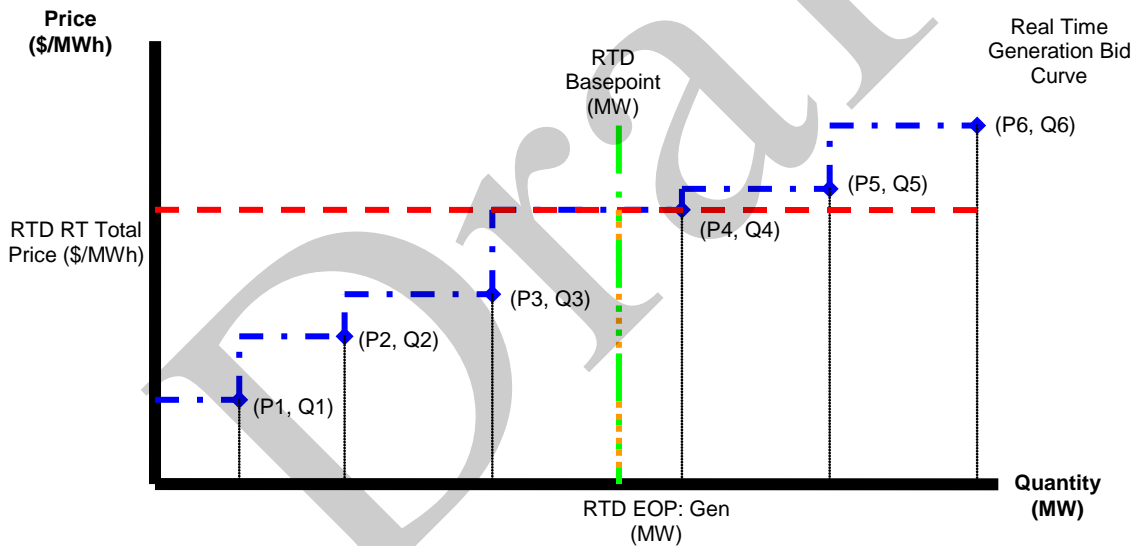 Price
($/MWh)
Real Time
Generation Bid
Curve
RTD
Basepoint
(MW)
(P6, Q6)
(P5, Q5)
RTD RT Total
Price ($/MWh)
(P4, Q4)
(P3, Q3)
(P2, Q2)
(P1, Q1)
Quantity
(MW)
RTD EOP: Gen
(MW)